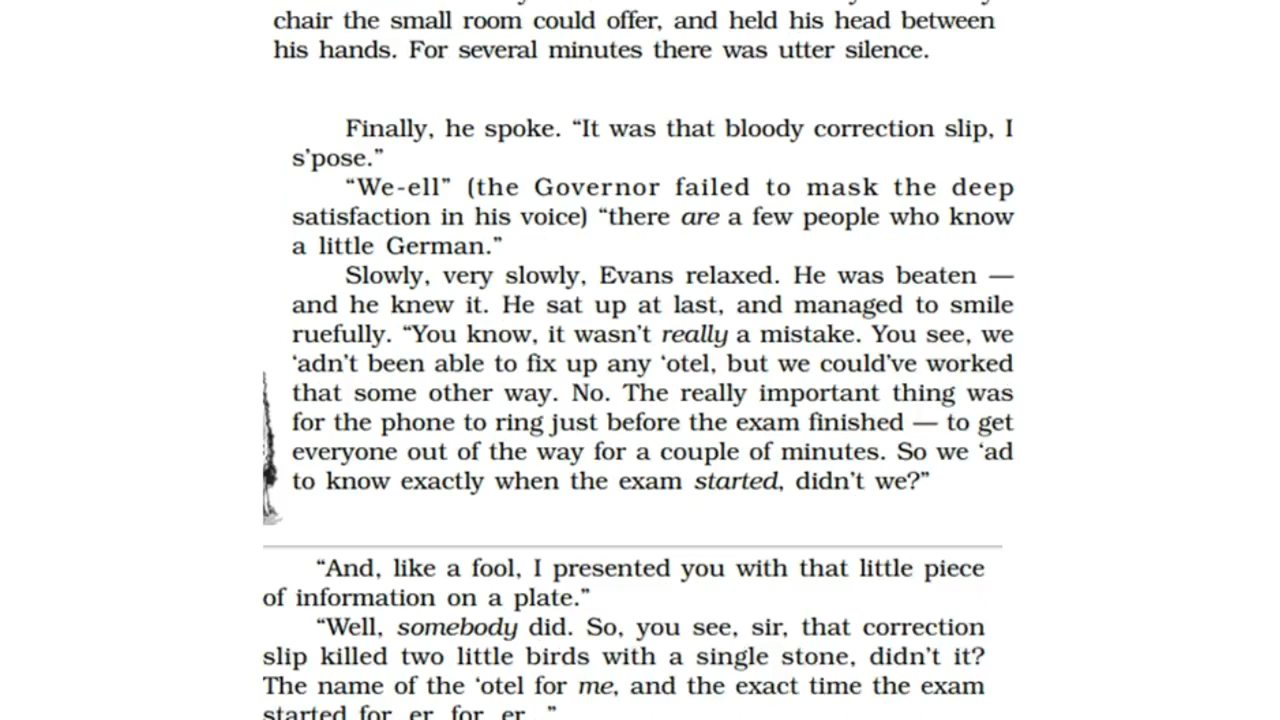 chair the small room could offer, and held his head between
his hands. For several minutes there was utter silence.
Finally, he spoke. “It was that bloody correction slip, I
s’pose.”
“We-ell” (the Governor failed to mask the deep
satisfaction in his voice) “there are a few people who know
a little German.”
Slowly, very slowly, Evans relaxed. He was beaten —
and he knew it. He sat up at last, and managed to smile
ruefully. “You know, it wasn’t really a mistake. You see, we
‘adn’t been able to fix up any ‘otel, but we could’ve worked
that some other way. No. The really important thing was
for the phone to ring just before the exam finished — to get
everyone out of the way for a couple of minutes. So we ‘ad
to know exactly when the exam started, didn’t we?”
“And, like a fool, I presented you with that little piece
of information on a plate.”
“Well, somebody did. So, you see, sir, that correction
slip killed two little birds with a single stone, didn’t it?
The name of the ‘otel for me, and the exact time the exam
started for, er, for, er...”